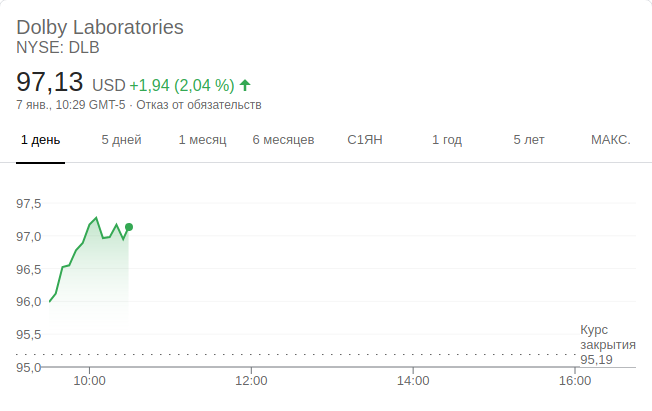 Dolby Laboratories
NYSE: DLB
97,13 USD +1,94 (2,04 %)
7 янв., 10:29 GMT-5 · Отказ от обязательств
1 день 5 дней 1 месяц 6 месяцев С1ЯН 1 год 5 лет МАКС.
97,5
97,0
96,5
96,0
95,5
95,0
Курс
закрытия
95,19
10:00 12:00 14:00 16:00